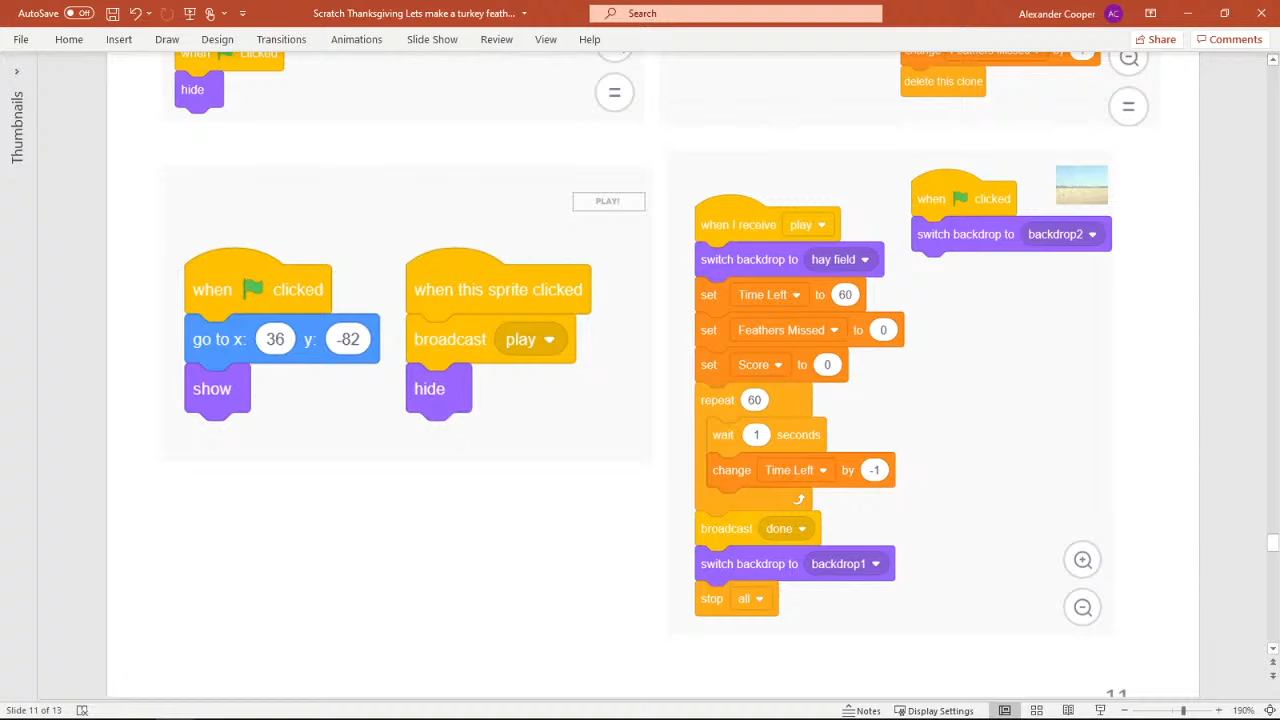 AutoSave Off
Scratch Thanksgiving Lets make a turkey feath...
Search
Alexander Cooper AC
File Home Insert Draw Design Transitions Animations Slide Show Review View Help
Share Comments
Thumbnails
when clicked
hide
=
delete this clone
=
PLAY!
when clicked
go to x: 36 y: -82
show
when this sprite clicked
broadcast play
hide
when I receive play
switch backdrop to hay field
set Time Left to 60
set Feathers Missed to 0
set Score to 0
repeat 60
wait 1 seconds
change Time Left by -1
broadcast done
switch backdrop to backdrop1
stop all
when clicked
switch backdrop to backdrop2
11
Slide 11 of 13
Notes Display Settings
190%